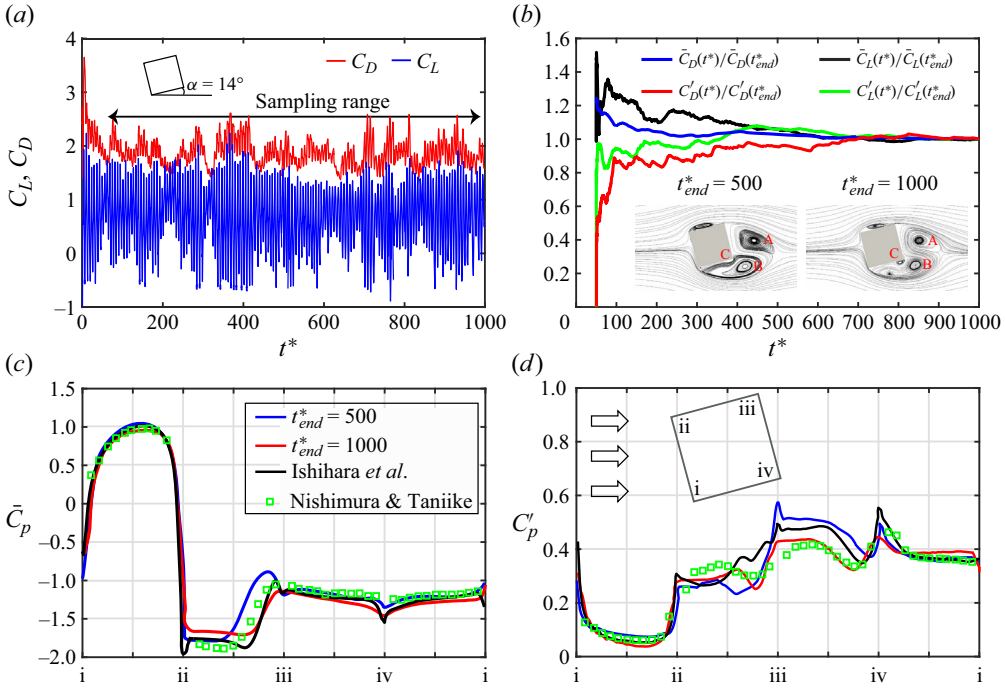 (a)
4
3
2
1
0
−1
C_L, C_D
C_D C_L
α = 14°
Sampling range
0 200 400 600 800 1000
t*
(b)
1.4
1.2
1.0
0.8
0.6
0.4
0.2
C̄_D(t*)/C̄_D(t*_end) C̄_L(t*)/C̄_L(t*_end)
C′_D(t*)/C′_D(t*_end) C′_L(t*)/C′_L(t*_end)
t*_end = 500 t*_end = 1000
A
B
C
A
B
C
0 100 200 300 400 500 600 700 800 900 1000
t*
(c)
1.5
1.0
0.5
0
−0.5
−1.0
−1.5
−2.0
C̄_p
t*_end = 500
t*_end = 1000
Ishihara et al.
Nishimura & Taniike
i ii iii iv i
(d)
1.0
0.8
0.6
0.4
0.2
0
C′_p
iii
ii
iv
i
i ii iii iv i